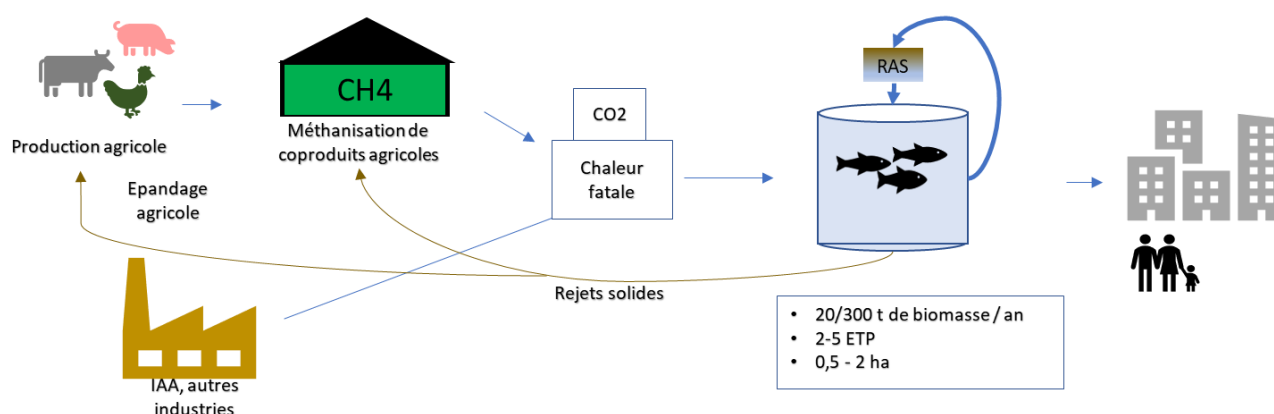 Production agricole
CH4
Méthanisation de
coproduits agricoles
Epandage
agricole
CO2
Chaleur
fatale
RAS
Rejets solides
IAA, autres
industries
• 20/300 t de biomasse / an
• 2-5 ETP
• 0,5 - 2 ha